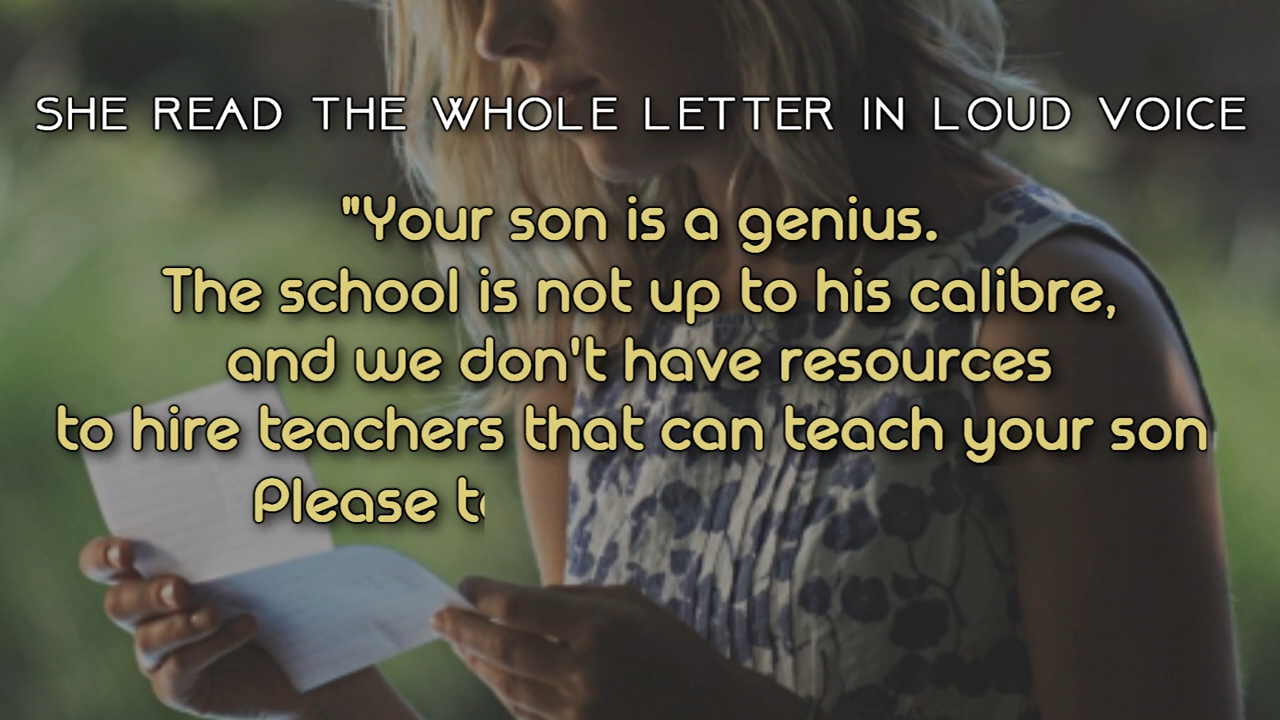 SHE READ THE WHOLE LETTER IN LOUD VOICE
"Your son is a genius.
The school is not up to his calibre,
and we don't have resources
to hire teachers that can teach your son
Please